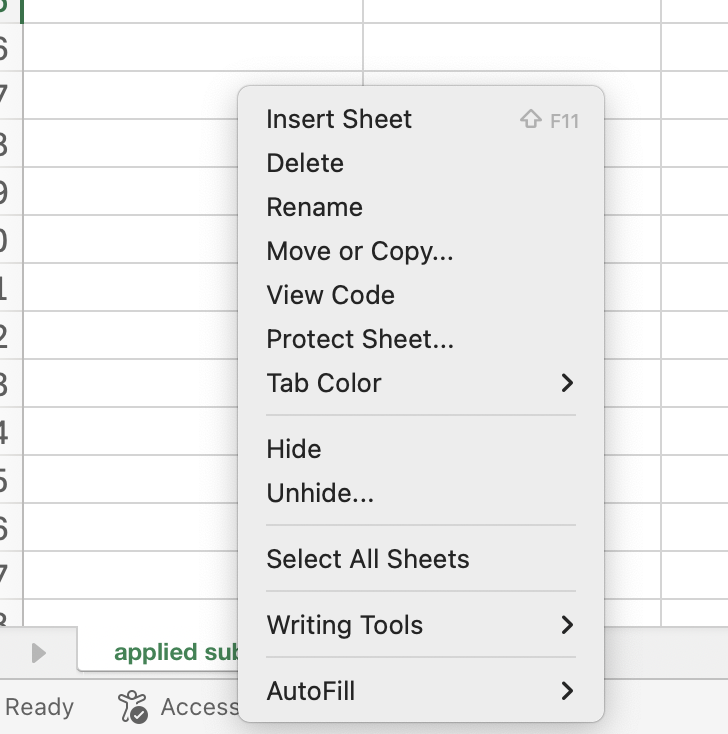 6
7
8
9
0
1
2
3
4
5
6
7
8
Insert Sheet ⇧ F11
Delete
Rename
Move or Copy...
View Code
Protect Sheet...
Tab Color
Hide
Unhide...
Select All Sheets
Writing Tools
AutoFill
applied sub
Ready Access